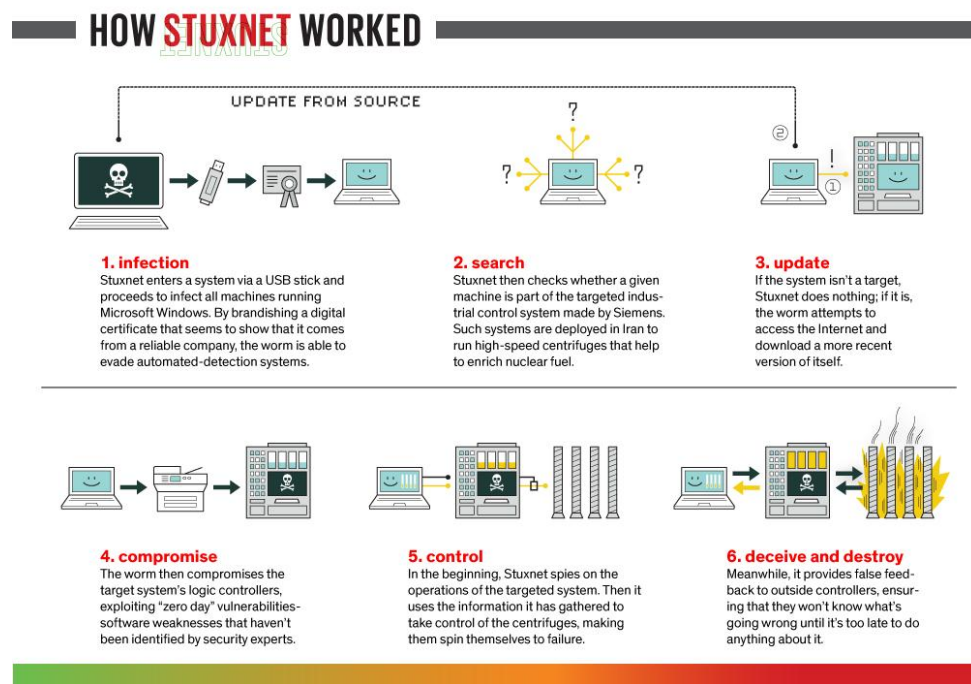 HOW STUXNET WORKED
UPDATE FROM SOURCE
?
? ?
2
!
1
1. infection
Stuxnet enters a system via a USB stick and
proceeds to infect all machines running
Microsoft Windows. By brandishing a digital
certificate that seems to show that it comes
from a reliable company, the worm is able to
evade automated-detection systems.
2. search
Stuxnet then checks whether a given
machine is part of the targeted indus-
trial control system made by Siemens.
Such systems are deployed in Iran to
run high-speed centrifuges that help
to enrich nuclear fuel.
3. update
If the system isn't a target,
Stuxnet does nothing; if it is,
the worm attempts to
access the Internet and
download a more recent
version of itself.
4. compromise
The worm then compromises the
target system's logic controllers,
exploiting "zero day" vulnerabilities-
software weaknesses that haven't
been identified by security experts.
5. control
In the beginning, Stuxnet spies on the
operations of the targeted system. Then it
uses the information it has gathered to
take control of the centrifuges, making
them spin themselves to failure.
6. deceive and destroy
Meanwhile, it provides false feed-
back to outside controllers, ensur-
ing that they won't know what's
going wrong until it's too late to do
anything about it.